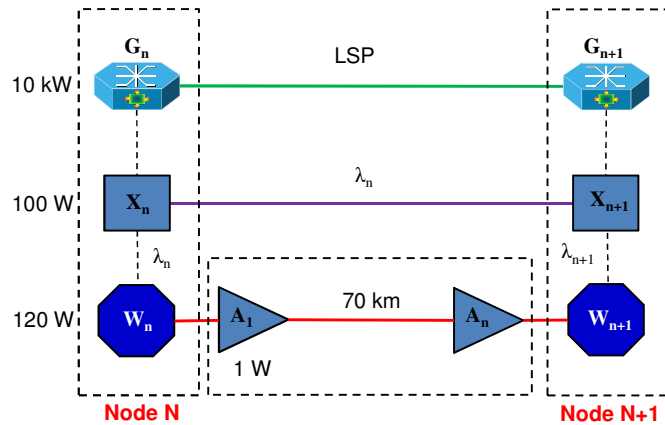 Gₙ
LSP
Gₙ₊₁
10 kW
100 W
Xₙ
λₙ
Xₙ₊₁
λₙ
λₙ₊₁
120 W
Wₙ
A₁
70 km
Aₙ
Wₙ₊₁
1 W
Node N
Node N+1